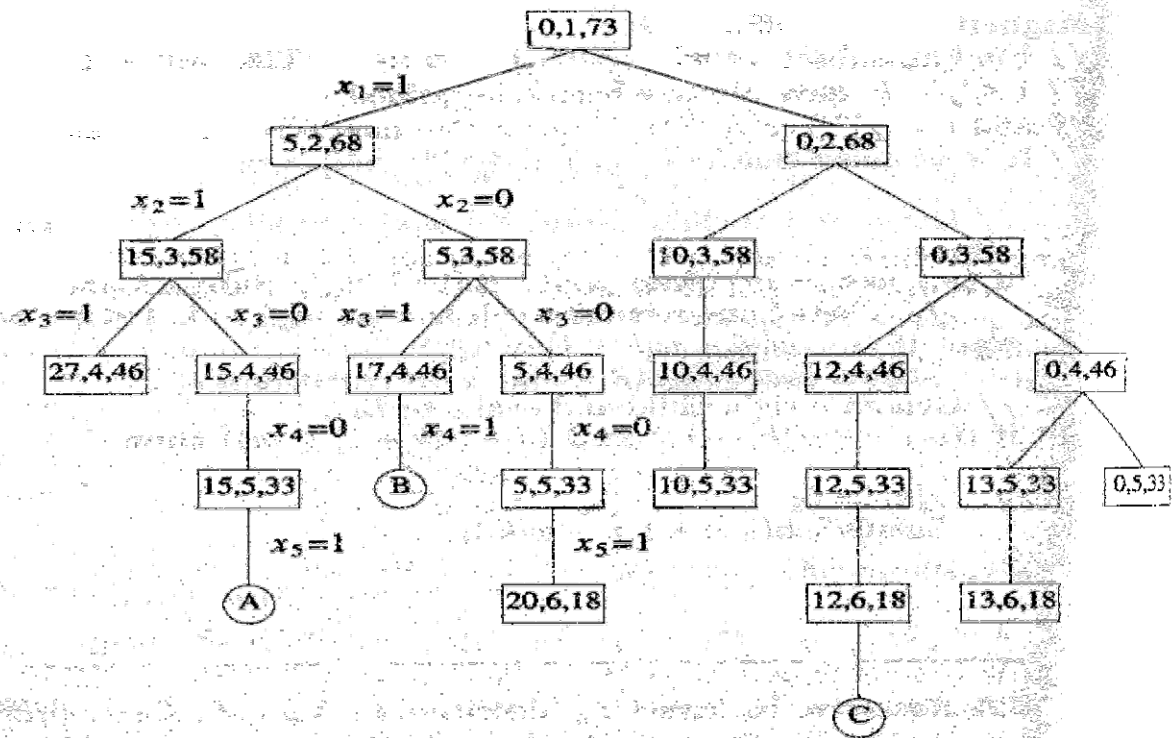 0,1,73
x1=1
5,2,68 0,2,68
x2=1 x2=0
15,3,58 5,3,58 10,3,58 0,3,58
x3=1 x3=0 x3=1 x3=0
27,4,46 15,4,46 17,4,46 5,4,46 10,4,46 12,4,46 0,4,46
x4=0 x4=1 x4=0
15,5,33 B 5,5,33 10,5,33 12,5,33 13,5,33 0,5,33
x5=1 x5=1
A 20,6,18 12,6,18 13,6,18
C